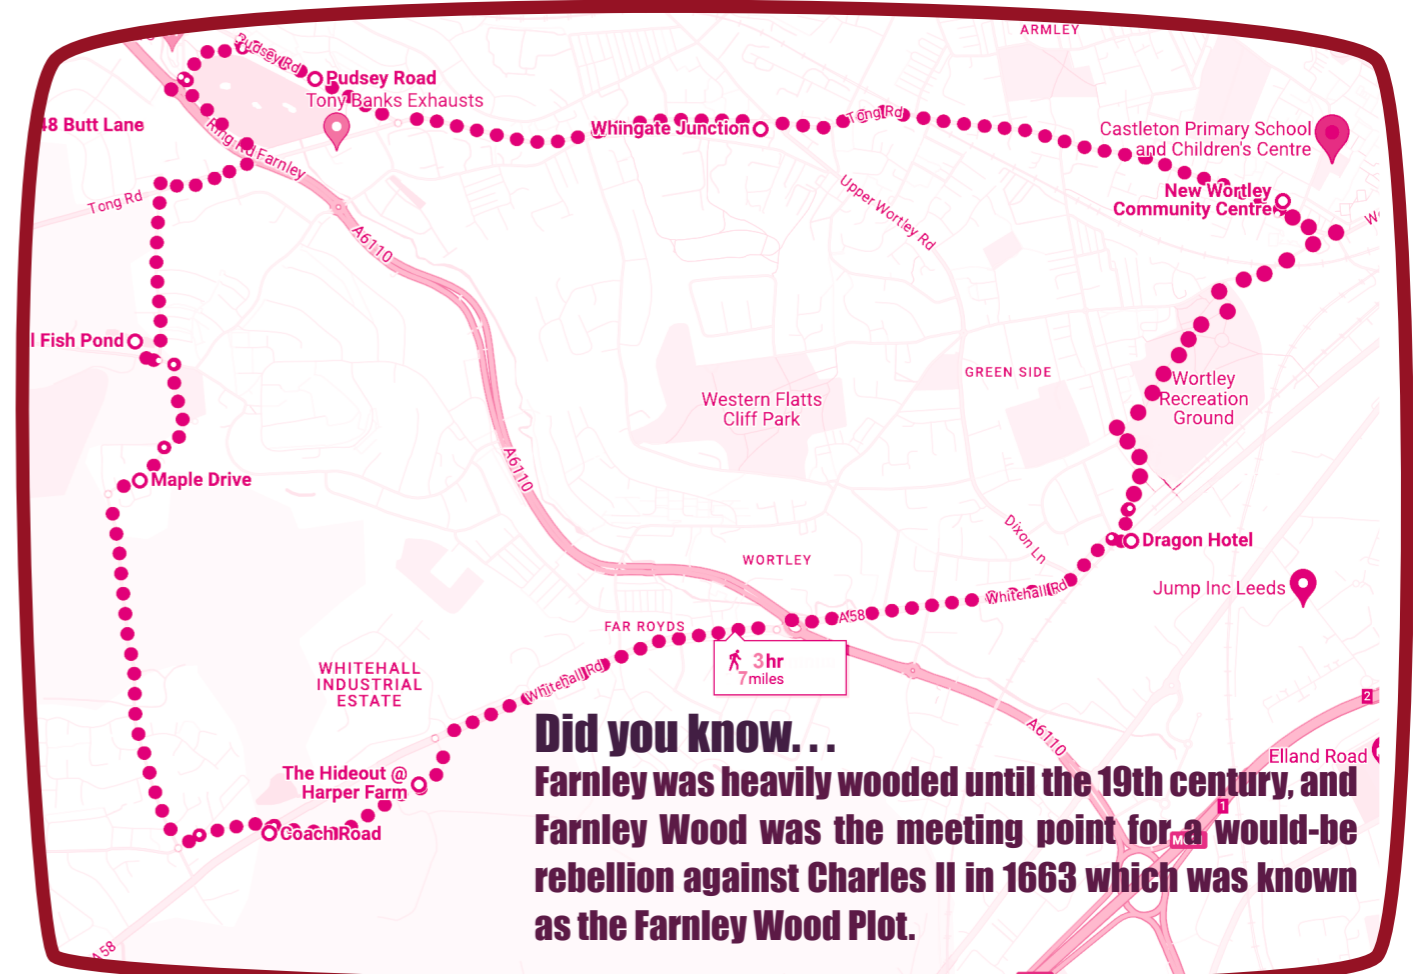 ARMLEY
Pudsey Rd
Pudsey Road
Tony Banks Exhausts
48 Butt Lane
Ring Rd Farnley
Whingate Junction
Tong Rd
Castleton Primary School
and Children's Centre
Tong Rd
Upper Wortley Rd
New Wortley
Community Centre
A6110
l Fish Pond
GREEN SIDE
Wortley
Recreation
Ground
Western Flatts
Cliff Park
A6110
Maple Drive
Dixon Ln
Dragon Hotel
WORTLEY
Jump Inc Leeds
Whitehall Rd
A58
FAR ROYDS
3 hr
7 miles
WHITEHALL
INDUSTRIAL
ESTATE
Whitehall Rd
2
A6110
Elland Road
Did you know. . .
Farnley was heavily wooded until the 19th century, and
Farnley Wood was the meeting point for a would-be
rebellion against Charles II in 1663 which was known
as the Farnley Wood Plot.
1
The Hideout @
Harper Farm
Coach Road
A58